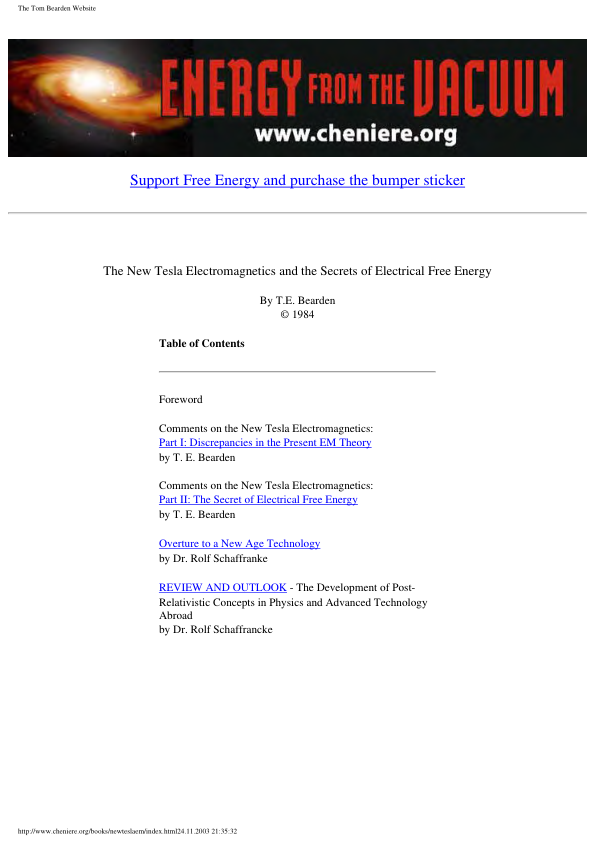 The Tom Bearden Website
ENERGY FROM THE VACUUM
www.cheniere.org
Support Free Energy and purchase the bumper sticker
The New Tesla Electromagnetics and the Secrets of Electrical Free Energy
By T.E. Bearden
© 1984
Table of Contents
Foreword
Comments on the New Tesla Electromagnetics:
Part I: Discrepancies in the Present EM Theory
by T. E. Bearden
Comments on the New Tesla Electromagnetics:
Part II: The Secret of Electrical Free Energy
by T. E. Bearden
Overture to a New Age Technology
by Dr. Rolf Schaffranke
REVIEW AND OUTLOOK - The Development of Post-
Relativistic Concepts in Physics and Advanced Technology
Abroad
by Dr. Rolf Schaffrancke
http://www.cheniere.org/books/newteslaem/index.html24.11.2003 21:35:32